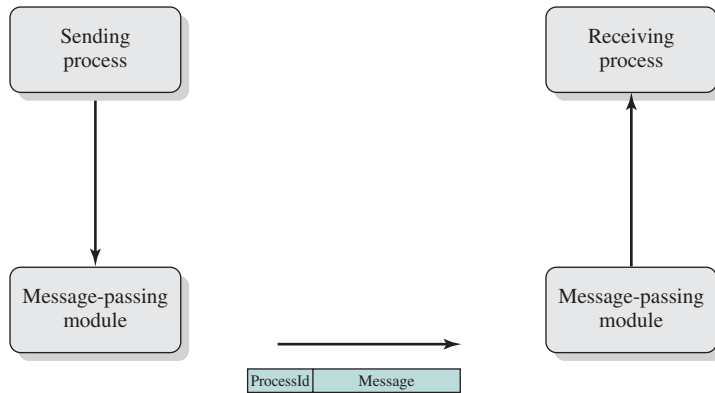 Sending
process
Receiving
process
Message-passing
module
Message-passing
module
ProcessId
Message